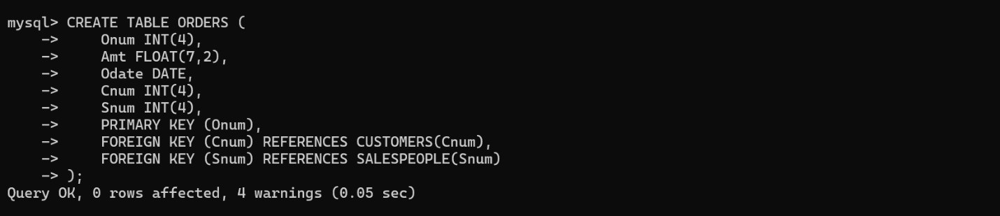 mysql> CREATE TABLE ORDERS (
    ->     Onum INT(4),
    ->     Amt FLOAT(7,2),
    ->     Odate DATE,
    ->     Cnum INT(4),
    ->     Snum INT(4),
    ->     PRIMARY KEY (Onum),
    ->     FOREIGN KEY (Cnum) REFERENCES CUSTOMERS(Cnum),
    ->     FOREIGN KEY (Snum) REFERENCES SALESPEOPLE(Snum)
    -> );
Query OK, 0 rows affected, 4 warnings (0.05 sec)